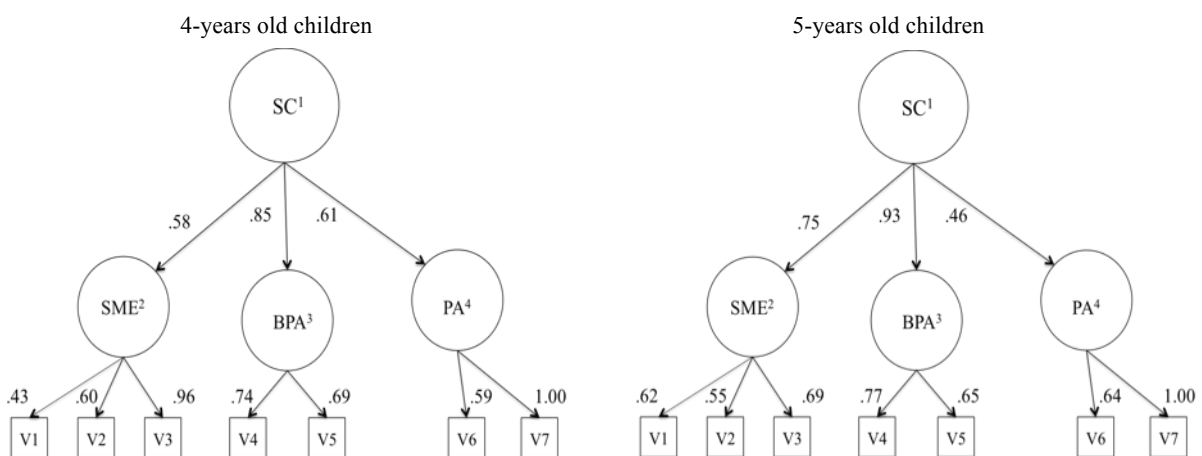 4-years old children
SC¹
.58 .85 .61
SME² BPA³ PA⁴
.43 .60 .96 .74 .69 .59 1.00
V1 V2 V3 V4 V5 V6 V7
5-years old children
SC¹
.75 .93 .46
SME² BPA³ PA⁴
.62 .55 .69 .77 .65 .64 1.00
V1 V2 V3 V4 V5 V6 V7